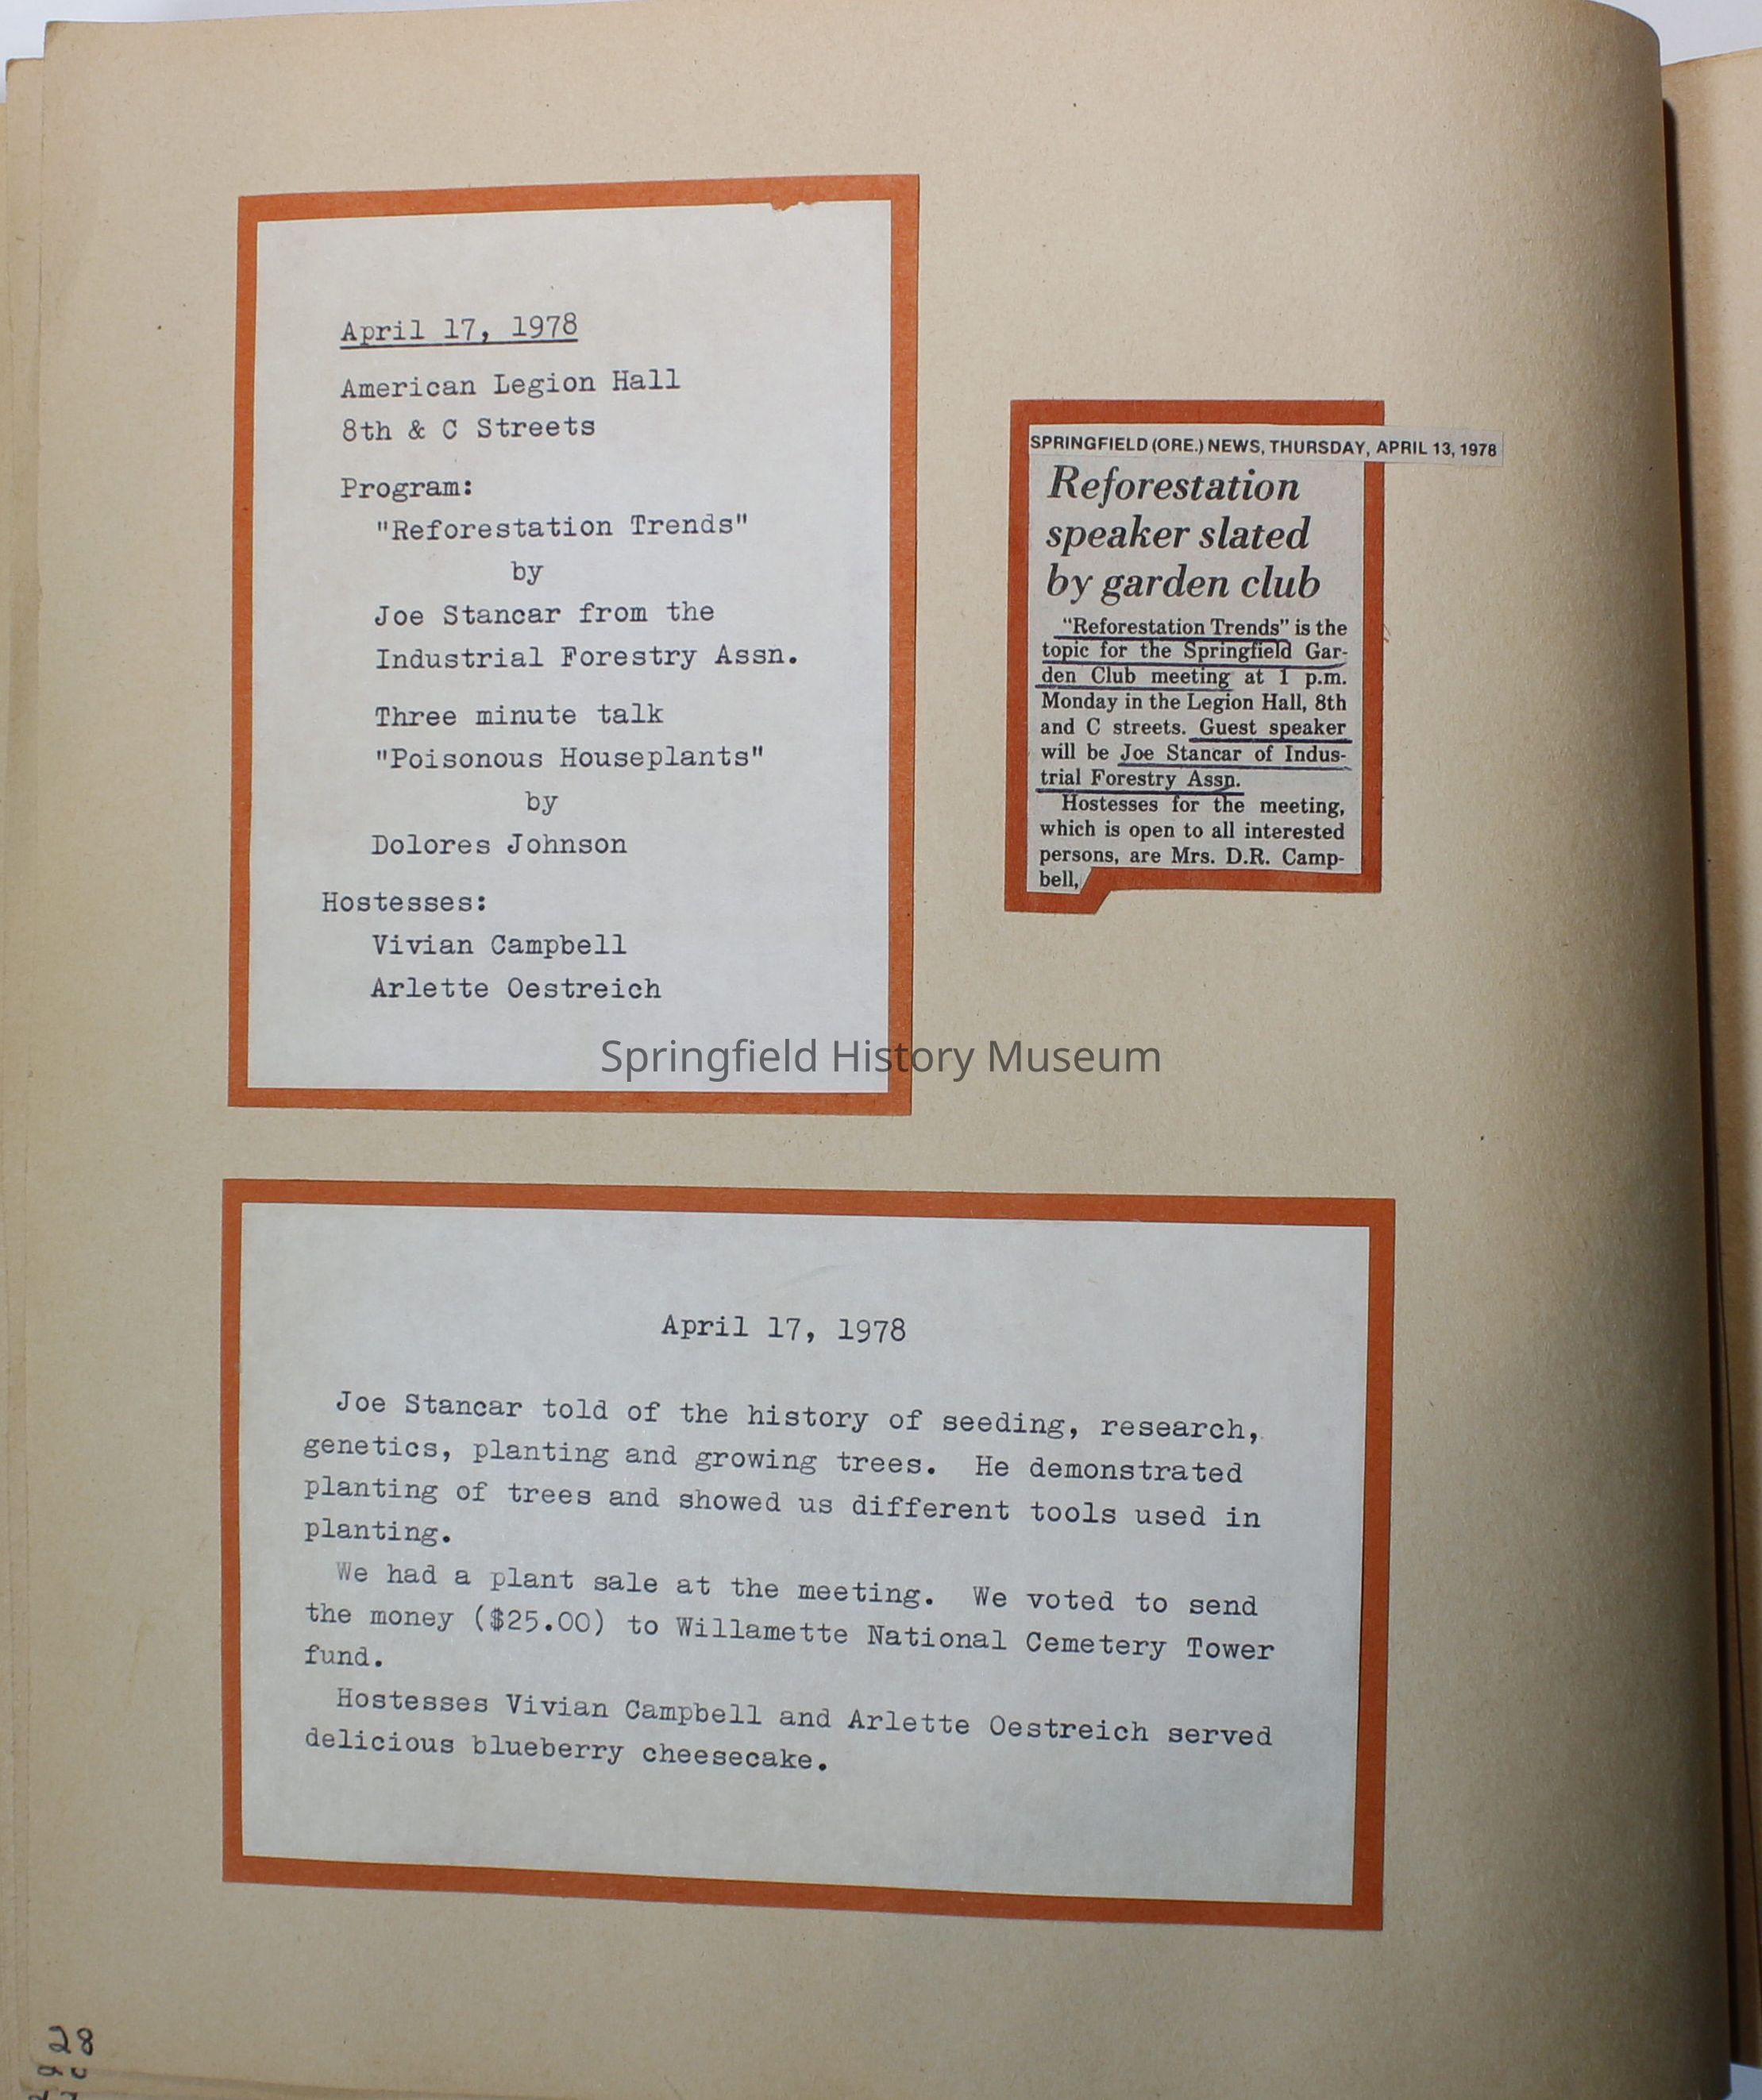 April 17, 1978
American Legion Hall
8th & C Streets
Program:
"Reforestation Trends"
by
Joe Stancar from the
Industrial Forestry Assn.
Three minute talk
"Poisonous Houseplants"
by
Dolores Johnson
Hostesses:
Vivian Campbell
Arlette Oestreich
SPRINGFIELD (ORE.) NEWS, THURSDAY, APRIL 13, 1978
Reforestation
speaker slated
by garden club
"Reforestation Trends" is the
topic for the Springfield Gar-
den Club meeting at 1 p.m.
Monday in the Legion Hall, 8th
and C streets. Guest speaker
will be Joe Stancar of Indus-
trial Forestry Assn.
Hostesses for the meeting,
which is open to all interested
persons, are Mrs. D.R. Camp-
bell,
Springfield History Museum
April 17, 1978
Joe Stancar told of the history of seeding, research,
genetics, planting and growing trees. He demonstrated
planting of trees and showed us different tools used in
planting.
We had a plant sale at the meeting. We voted to send
the money ($25.00) to Willamette National Cemetery Tower
fund.
Hostesses Vivian Campbell and Arlette Oestreich served
delicious blueberry cheesecake.
28